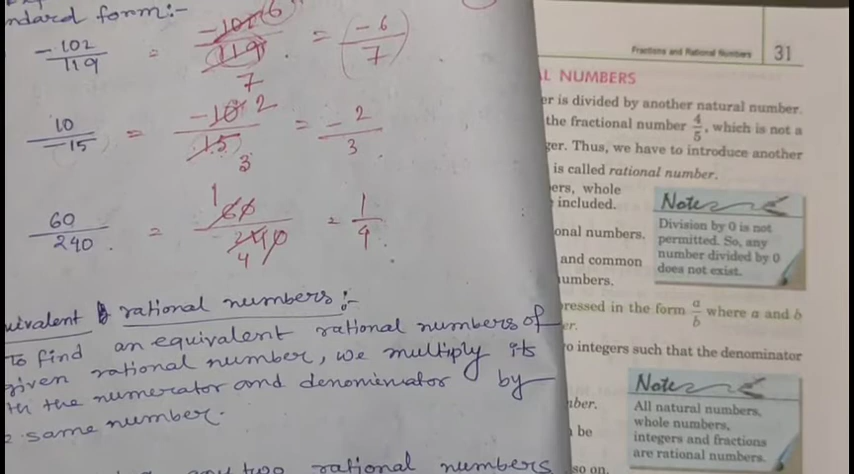 ndard form:-
-102/119 = -102 6/119 7 = (-6/7)
10/-15 = -10 2/15 3 = -2/3
60/240 = 1 60/240 4 = 1/4
uivalent rational numbers:-
To find an equivalent rational numbers of
given rational number, we multiply its
the numerator and denominator by
same number.
any two rational numbers
Fractions and Rational Numbers 31
L NUMBERS
er is divided by another natural number.
the fractional number 4/5, which is not a
ger. Thus, we have to introduce another
is called rational number.
ers, whole
included.
onal numbers.
and common
umbers.
Note
Division by 0 is not
permitted. So, any
number divided by 0
does not exist.
ressed in the form a/b where a and b
er.
o integers such that the denominator
mber.
be
so on.
Note
All natural numbers,
whole numbers,
integers and fractions
are rational numbers.